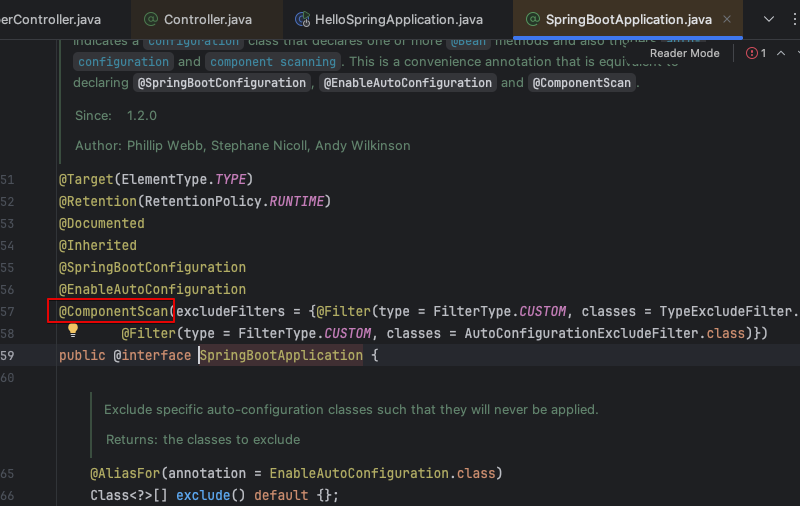 erController.java
Controller.java
HelloSpringApplication.java
SpringBootApplication.java
Indicates a configuration class that declares one or more @Bean methods and also
Reader Mode
1
configuration and component scanning. This is a convenience annotation that is equivalent to
declaring @SpringBootConfiguration, @EnableAutoConfiguration and @ComponentScan.
Since: 1.2.0
Author: Phillip Webb, Stephane Nicoll, Andy Wilkinson
51 @Target(ElementType.TYPE)
52 @Retention(RetentionPolicy.RUNTIME)
53 @Documented
54 @Inherited
55 @SpringBootConfiguration
56 @EnableAutoConfiguration
57 @ComponentScan(excludeFilters = {@Filter(type = FilterType.CUSTOM, classes = TypeExcludeFilter.
58 @Filter(type = FilterType.CUSTOM, classes = AutoConfigurationExcludeFilter.class)})
59 public @interface SpringBootApplication {
60
Exclude specific auto-configuration classes such that they will never be applied.
Returns: the classes to exclude
65 @AliasFor(annotation = EnableAutoConfiguration.class)
66 Class<?>[] exclude() default {};